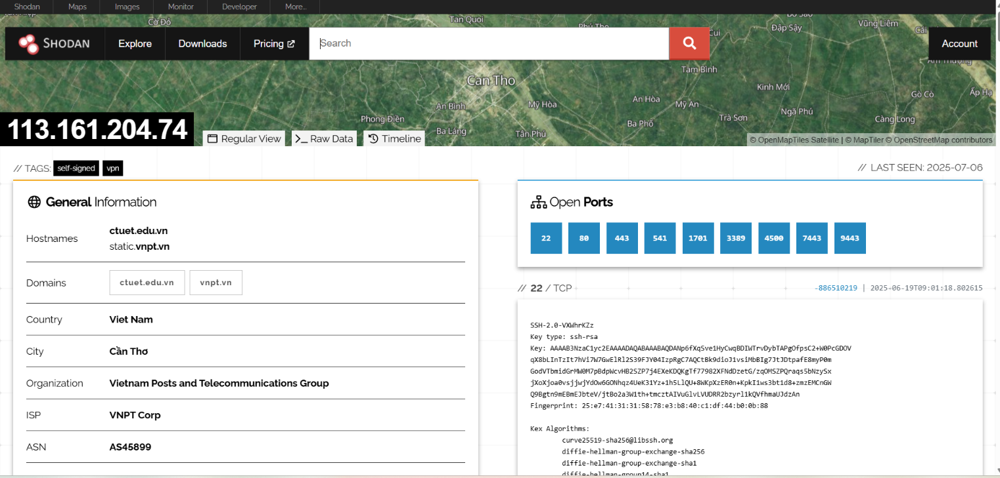 Shodan Maps Images Monitor Developer More...
Cờ Đỏ
Tan Quoi
Vũng Liêm
Đáp Sậy
SHODAN Explore Downloads Pricing Search Account
Tam Bình
Can Tho
Kinh Mới
Gò Cò
Ấp Hạ
An Bình
Mỹ Hòa
An Hòa
Mỹ An
Ngã Phú
Phong Điền
Ba Láng
Tân Phú
Ba Phố
Trà Sơn
Càng Long
113.161.204.74
Regular View
Raw Data
Timeline
© OpenMapTiles Satellite | © MapTiler © OpenStreetMap contributors
// TAGS: self-signed vpn
// LAST SEEN: 2025-07-06
General Information
Hostnames
ctuet.edu.vn
static.vnpt.vn
Domains ctuet.edu.vn vnpt.vn
Country Viet Nam
City Cần Thơ
Organization Vietnam Posts and Telecommunications Group
ISP VNPT Corp
ASN AS45899
Open Ports
22 80 443 541 1701 3389 4500 7443 9443
// 22 / TCP
-886510219 | 2025-06-19T09:01:18.802615
SSH-2.0-VXWhrKZz
Key type: ssh-rsa
Key: AAAAB3NzaC1yc2EAAAADAQABAAABAQDANp6fXqSve1HyCwqBDIWTrvDybTAPgOfpsC2+W0PcGDOV
qX8bLInTzIt7hVi7W7GwElRl2S39FJY04IzpRgC7AQCtBk9dioJ1vsiMbBIg7JtJDtpafE8myP0m
GodVTbmidGrMW0M7pBdpWcvHB2SZP7j4EXeKDQKgTf77982XFNdDzetG/zqOMSZPQraqs5bNzySx
jXoXjoa0vsjjwjYdOw6GONhqz4UeK31Yz+1h5LlQU+8WKpXzER0n+KpkI1ws3bt1d8+zmzEMCnGW
Q9Bgtn9mEBmEJbteV/jtBo2a3W1th+tmcztAIVuGlvLVUDRR2bzyrl1kQVfhmaUJdzAn
Fingerprint: 25:e7:41:31:31:58:78:e3:b8:40:c1:df:44:b0:0b:88
Kex Algorithms:
curve25519-sha256@libssh.org
diffie-hellman-group-exchange-sha256
diffie-hellman-group-exchange-sha1
diffie-hellman-group14-sha1